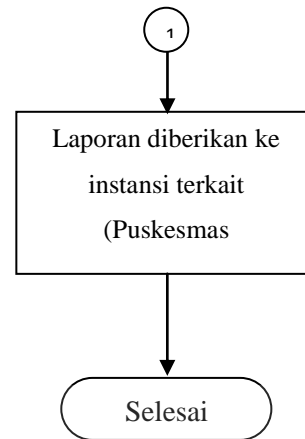 1
Laporan diberikan ke
instansi terkait
(Puskesmas
Selesai